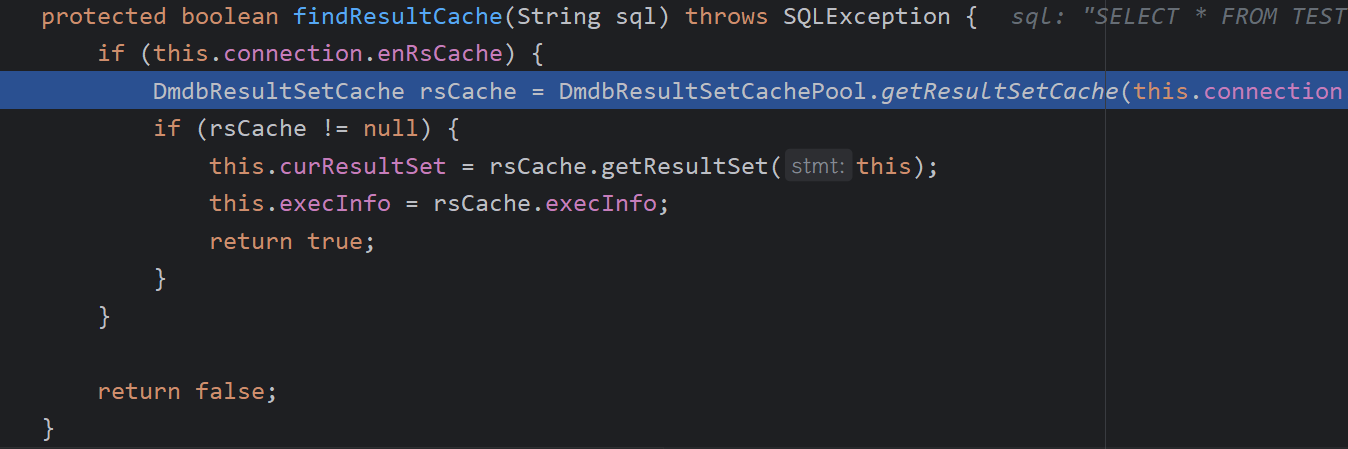 protected boolean findResultCache(String sql) throws SQLException {   sql: "SELECT * FROM TEST
    if (this.connection.enRsCache) {
        DmdbResultSetCache rsCache = DmdbResultSetCachePool.getResultSetCache(this.connection
        if (rsCache != null) {
            this.curResultSet = rsCache.getResultSet( stmt: this);
            this.execInfo = rsCache.execInfo;
            return true;
        }
    }
    return false;
}